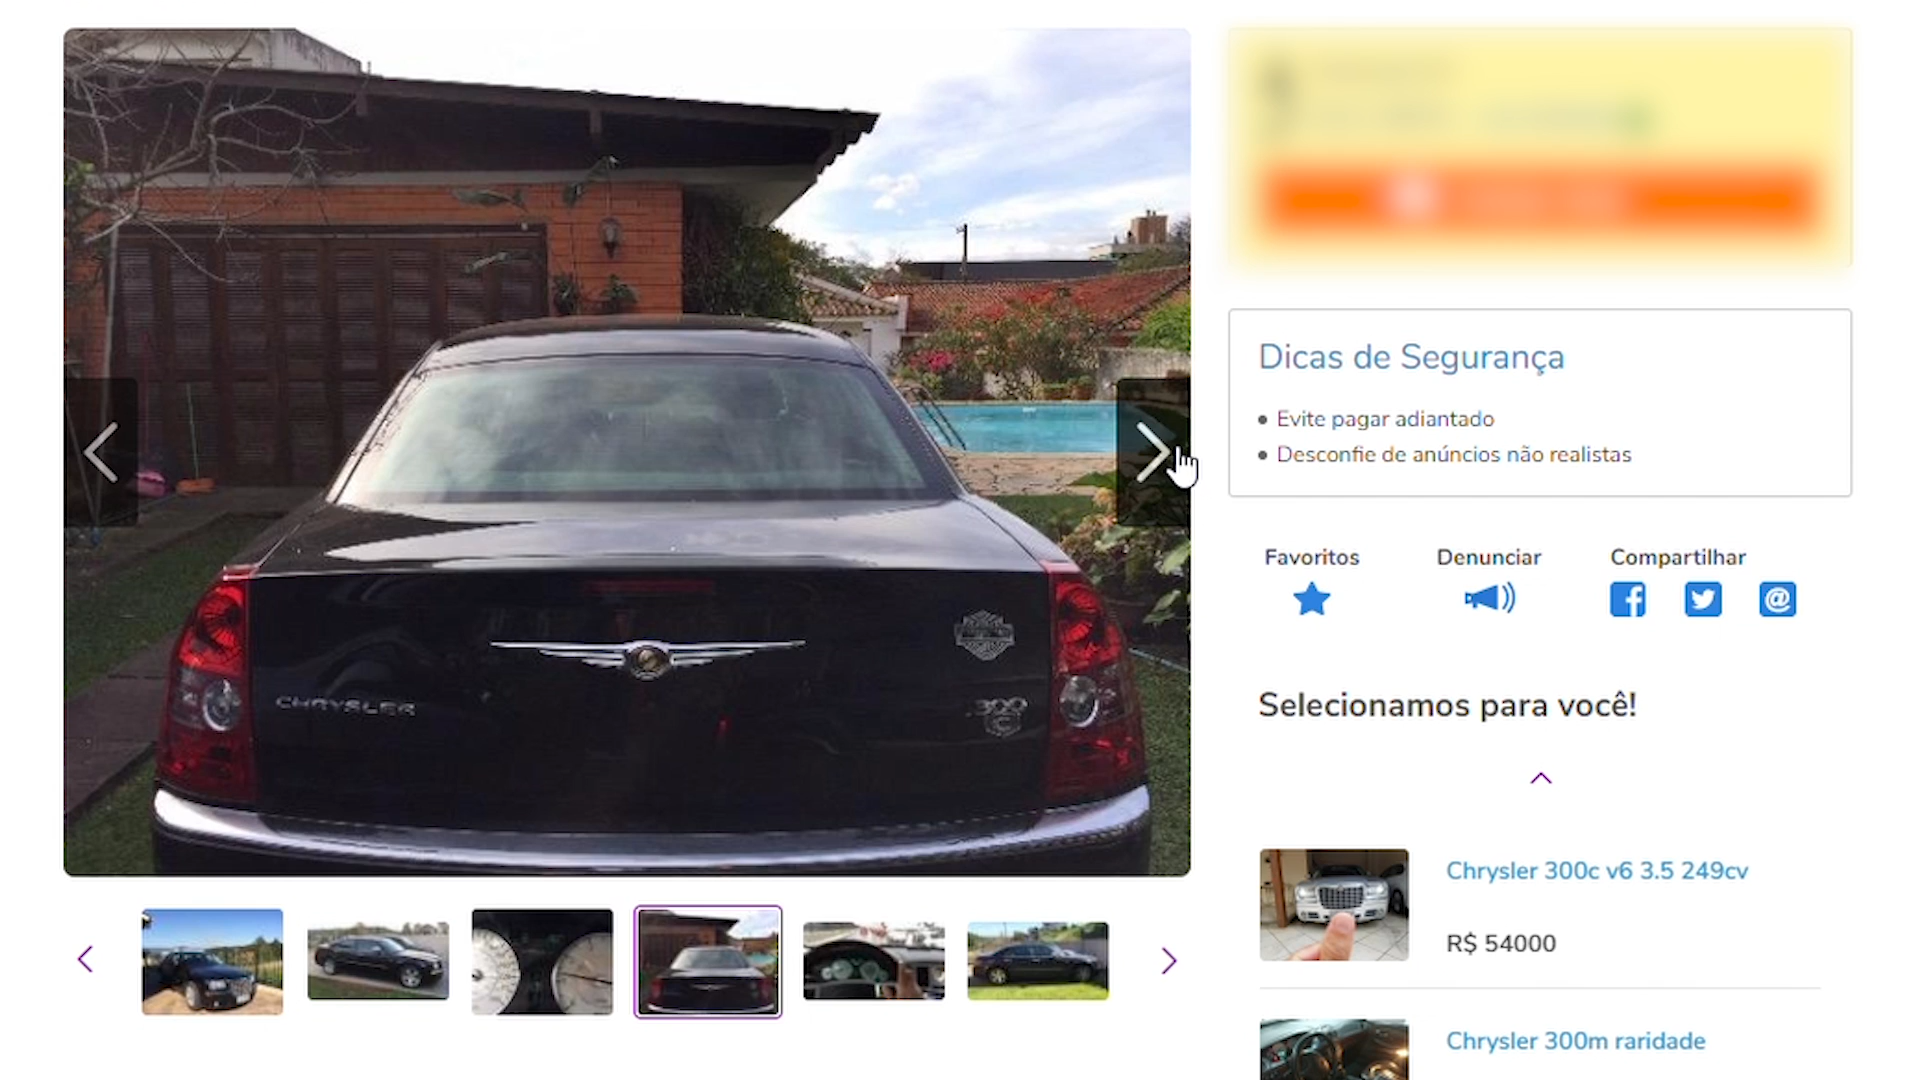 CHRYSLER
300
C
Dicas de Segurança
• Evite pagar adiantado
• Desconfie de anúncios não realistas
Favoritos Denunciar Compartilhar
Selecionamos para você!
Chrysler 300c v6 3.5 249cv
R$ 54000
Chrysler 300m raridade